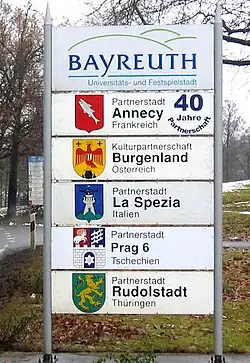 BAYREUTH
Universitäts- und Festspielstadt
Partnerstadt
Annecy
Frankreich
40
Jahre
Partnerschaft
Kulturpartnerschaft
Burgenland
Österreich
Partnerstadt
La Spezia
Italien
Partnerstadt
Prag 6
Tschechien
Partnerstadt
Rudolstadt
Thüringen